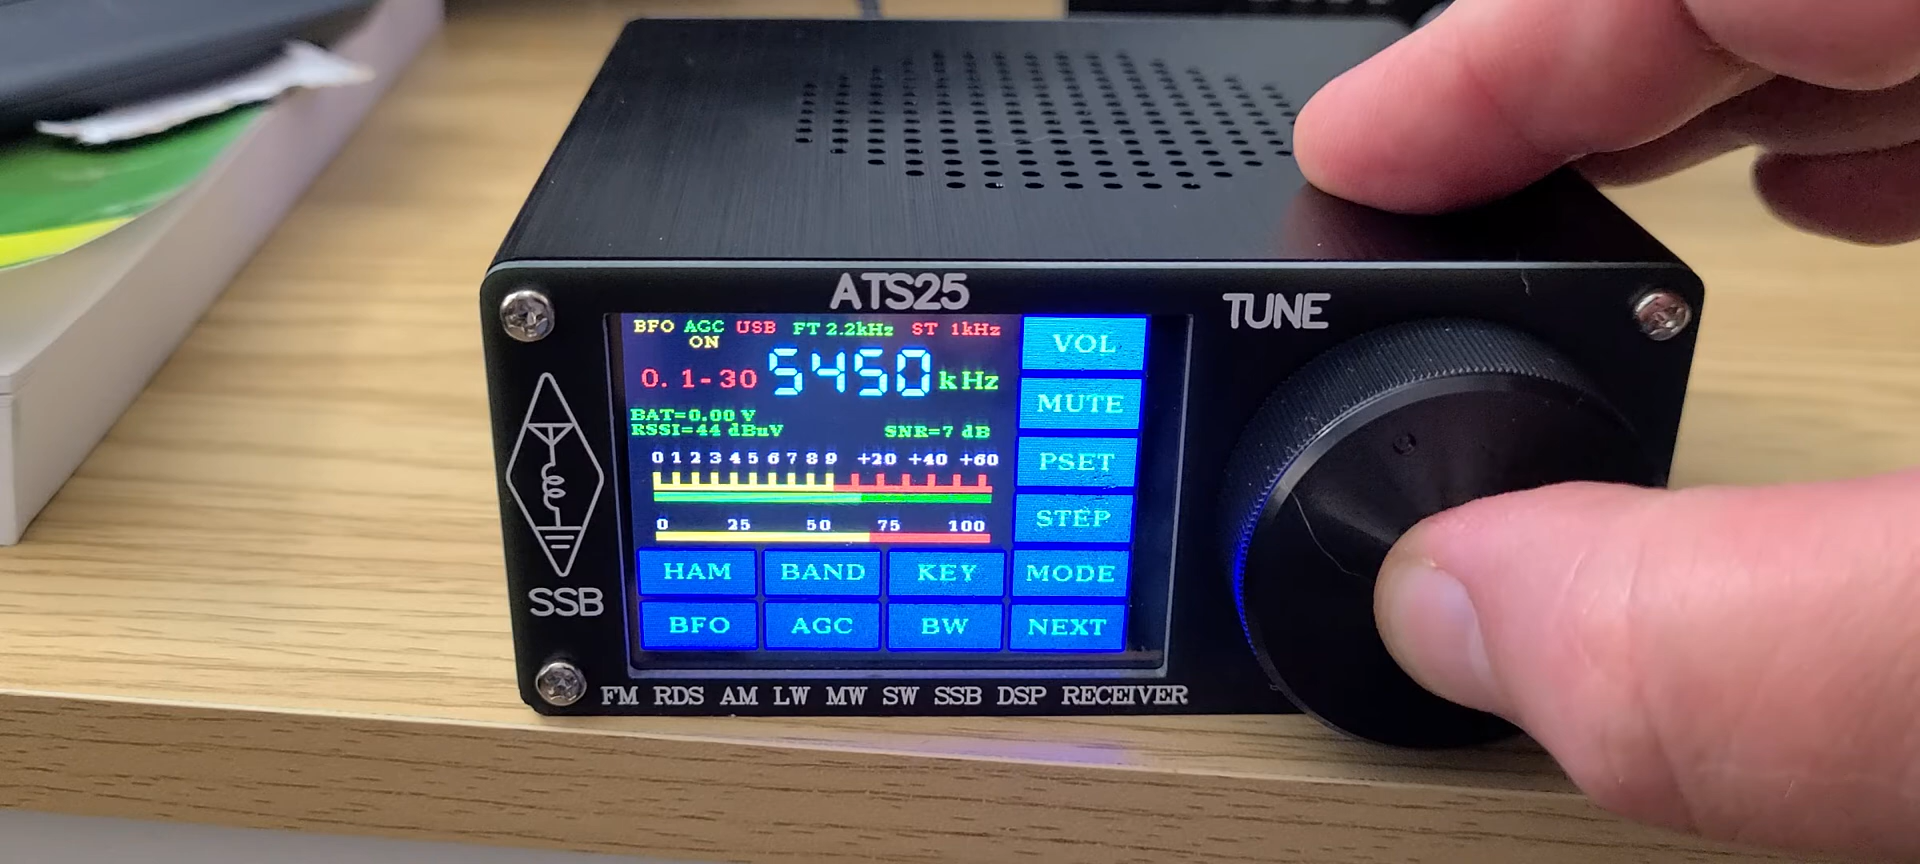 ATS25
TUNE
BFO AGC USB FT 2.2kHz ST 1kHz
ON
0. 1-30 5450 kHz
BAT=0.00 V
RSSI=44 dBuV SNR=7 dB
0 1 2 3 4 5 6 7 8 9 +20 +40 +60
0 25 50 75 100
VOL
MUTE
PSET
STEP
HAM BAND KEY MODE
BFO AGC BW NEXT
SSB
FM RDS AM LW MW SW SSB DSP RECEIVER